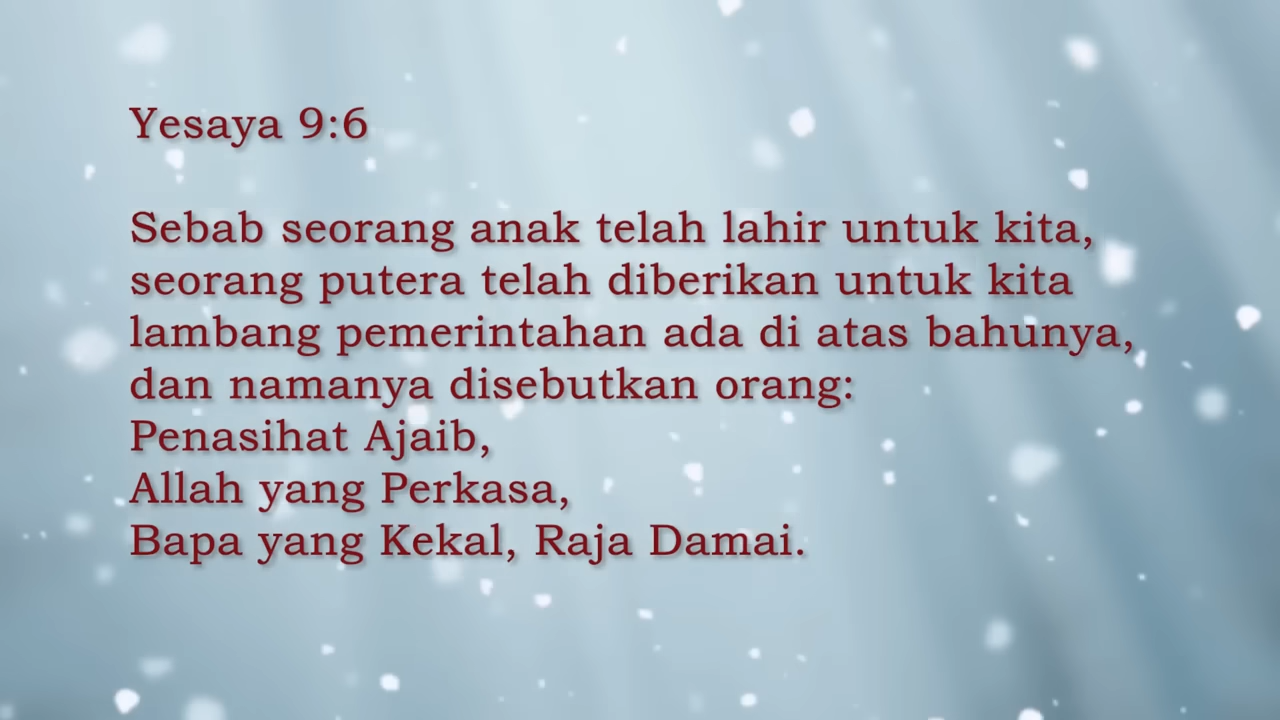 Yesaya 9:6
Sebab seorang anak telah lahir untuk kita,
seorang putera telah diberikan untuk kita
lambang pemerintahan ada di atas bahunya,
dan namanya disebutkan orang:
Penasihat Ajaib,
Allah yang Perkasa,
Bapa yang Kekal, Raja Damai.